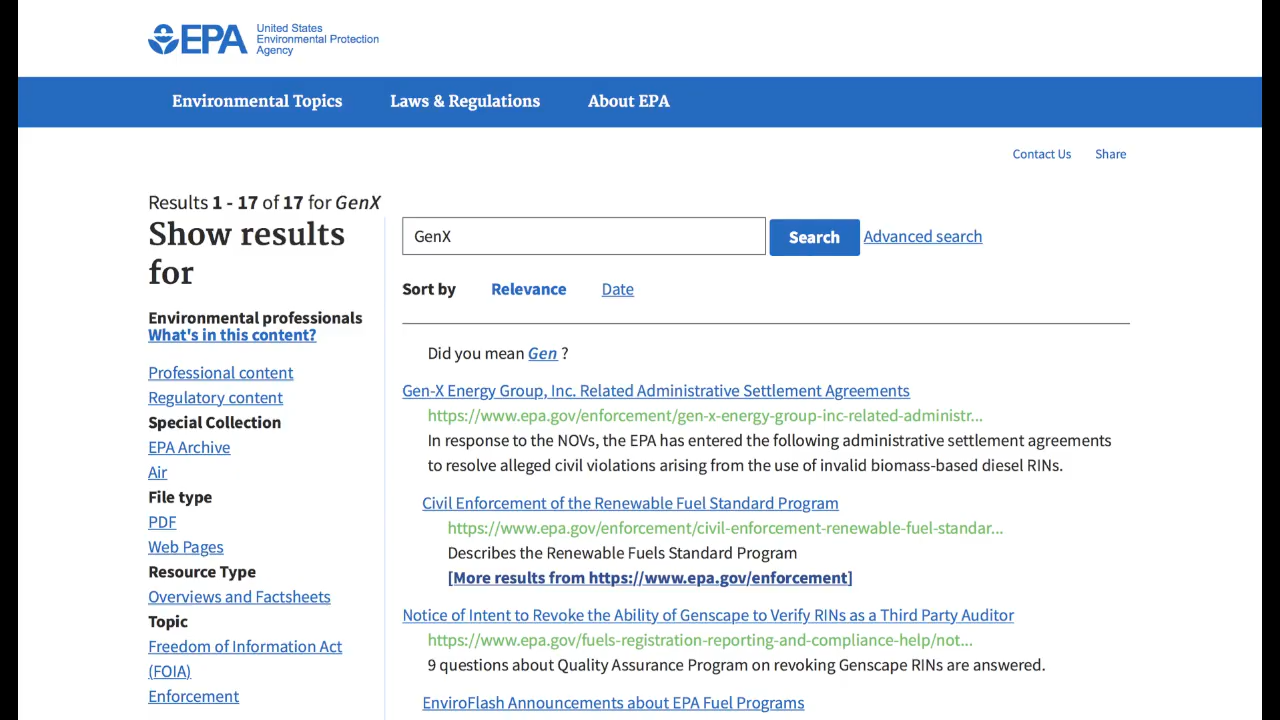 EPA
United States
Environmental Protection
Agency
Environmental Topics
Laws & Regulations
About EPA
Contact Us
Share
Results 1 - 17 of 17 for GenX
Show results
for
Environmental professionals
What's in this content?
Professional content
Regulatory content
Special Collection
EPA Archive
Air
File type
PDF
Web Pages
Resource Type
Overviews and Factsheets
Topic
Freedom of Information Act
(FOIA)
Enforcement
GenX
Search
Advanced search
Sort by
Relevance
Date
Did you mean Gen ?
Gen-X Energy Group, Inc. Related Administrative Settlement Agreements
https://www.epa.gov/enforcement/gen-x-energy-group-inc-related-administr...
In response to the NOVs, the EPA has entered the following administrative settlement agreements
to resolve alleged civil violations arising from the use of invalid biomass-based diesel RINs.
Civil Enforcement of the Renewable Fuel Standard Program
https://www.epa.gov/enforcement/civil-enforcement-renewable-fuel-standar...
Describes the Renewable Fuels Standard Program
[More results from https://www.epa.gov/enforcement]
Notice of Intent to Revoke the Ability of Genscape to Verify RINs as a Third Party Auditor
https://www.epa.gov/fuels-registration-reporting-and-compliance-help/not...
9 questions about Quality Assurance Program on revoking Genscape RINs are answered.
EnviroFlash Announcements about EPA Fuel Programs